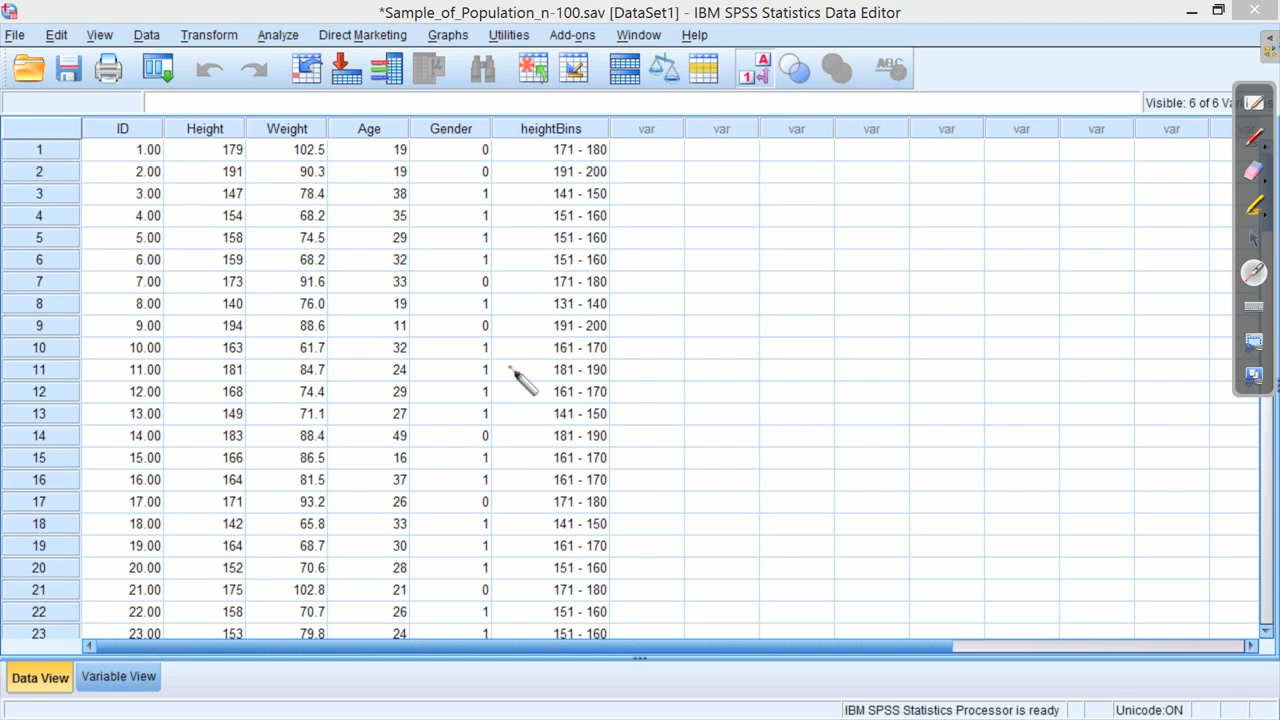 *Sample_of_Population_n-100.sav [DataSet1] - IBM SPSS Statistics Data Editor
File Edit View Data Transform Analyze Direct Marketing Graphs Utilities Add-ons Window Help
Visible: 6 of 6 Var
ID Height Weight Age Gender heightBins var var var var var var var var
1 1.00 179 102.5 19 0 171 - 180
2 2.00 191 90.3 19 0 191 - 200
3 3.00 147 78.4 38 1 141 - 150
4 4.00 154 68.2 35 1 151 - 160
5 5.00 158 74.5 29 1 151 - 160
6 6.00 159 68.2 32 1 151 - 160
7 7.00 173 91.6 33 0 171 - 180
8 8.00 140 76.0 19 1 131 - 140
9 9.00 194 88.6 11 0 191 - 200
10 10.00 163 61.7 32 1 161 - 170
11 11.00 181 84.7 24 1 181 - 190
12 12.00 168 74.4 29 1 161 - 170
13 13.00 149 71.1 27 1 141 - 150
14 14.00 183 88.4 49 0 181 - 190
15 15.00 166 86.5 16 1 161 - 170
16 16.00 164 81.5 37 1 161 - 170
17 17.00 171 93.2 26 0 171 - 180
18 18.00 142 65.8 33 1 141 - 150
19 19.00 164 68.7 30 1 161 - 170
20 20.00 152 70.6 28 1 151 - 160
21 21.00 175 102.8 21 0 171 - 180
22 22.00 158 70.7 26 1 151 - 160
23 23.00 153 79.8 24 1 151 - 160
Data View Variable View
IBM SPSS Statistics Processor is ready Unicode:ON